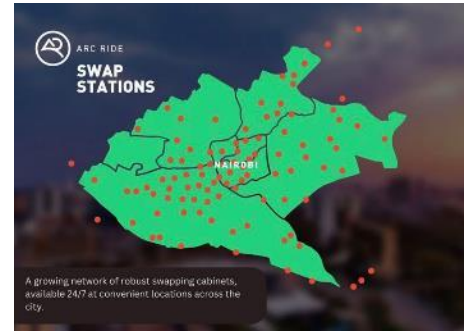 ARC RIDE
SWAP
STATIONS
NAIROBI
A growing network of robust swapping cabinets,
available 24/7 at convenient locations across the
city.